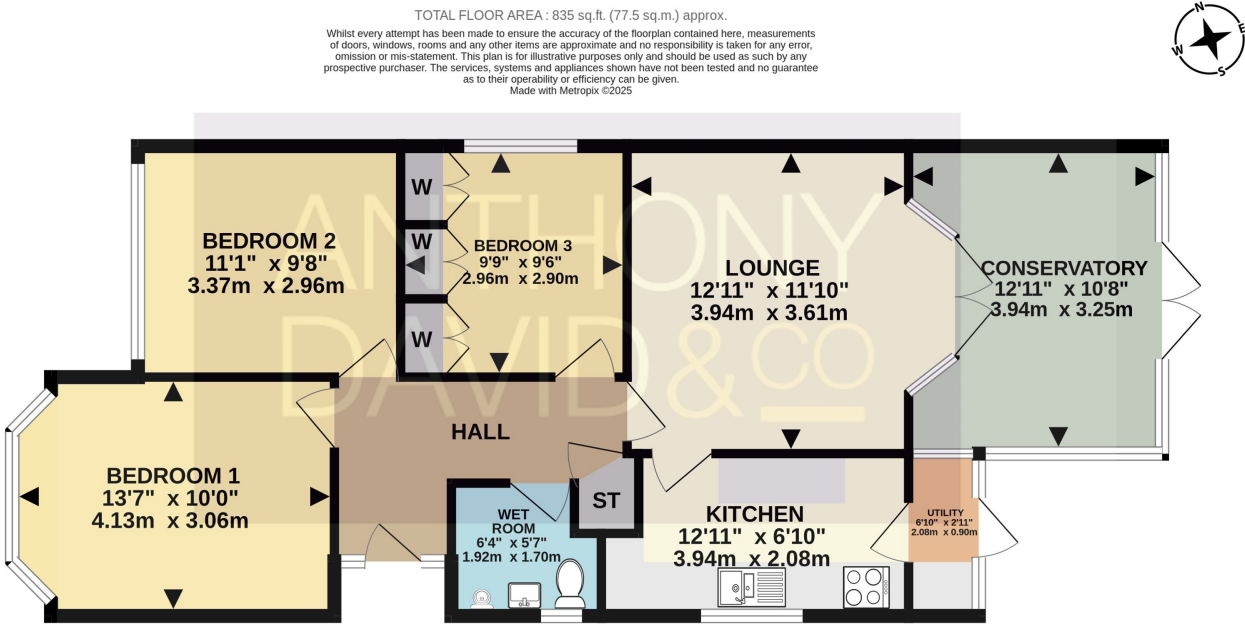 TOTAL FLOOR AREA : 835 sq.ft. (77.5 sq.m.) approx.
Whilst every attempt has been made to ensure the accuracy of the floorplan contained here, measurements
of doors, windows, rooms and any other items are approximate and no responsibility is taken for any error,
omission or mis-statement. This plan is for illustrative purposes only and should be used as such by any
prospective purchaser. The services, systems and appliances shown have not been tested and no guarantee
as to their operability or efficiency can be given.
Made with Metropix ©2025
N
E
S
W
BEDROOM 2
11'1" x 9'8"
3.37m x 2.96m
W
W
W
BEDROOM 3
9'9" x 9'6"
2.96m x 2.90m
LOUNGE
12'11" x 11'10"
3.94m x 3.61m
CONSERVATORY
12'11" x 10'8"
3.94m x 3.25m
ANTHONY
DAVID & CO
BEDROOM 1
13'7" x 10'0"
4.13m x 3.06m
HALL
ST
WET
ROOM
6'4" x 5'7"
1.92m x 1.70m
KITCHEN
12'11" x 6'10"
3.94m x 2.08m
UTILITY
6'10" x 2'11"
2.08m x 0.90m